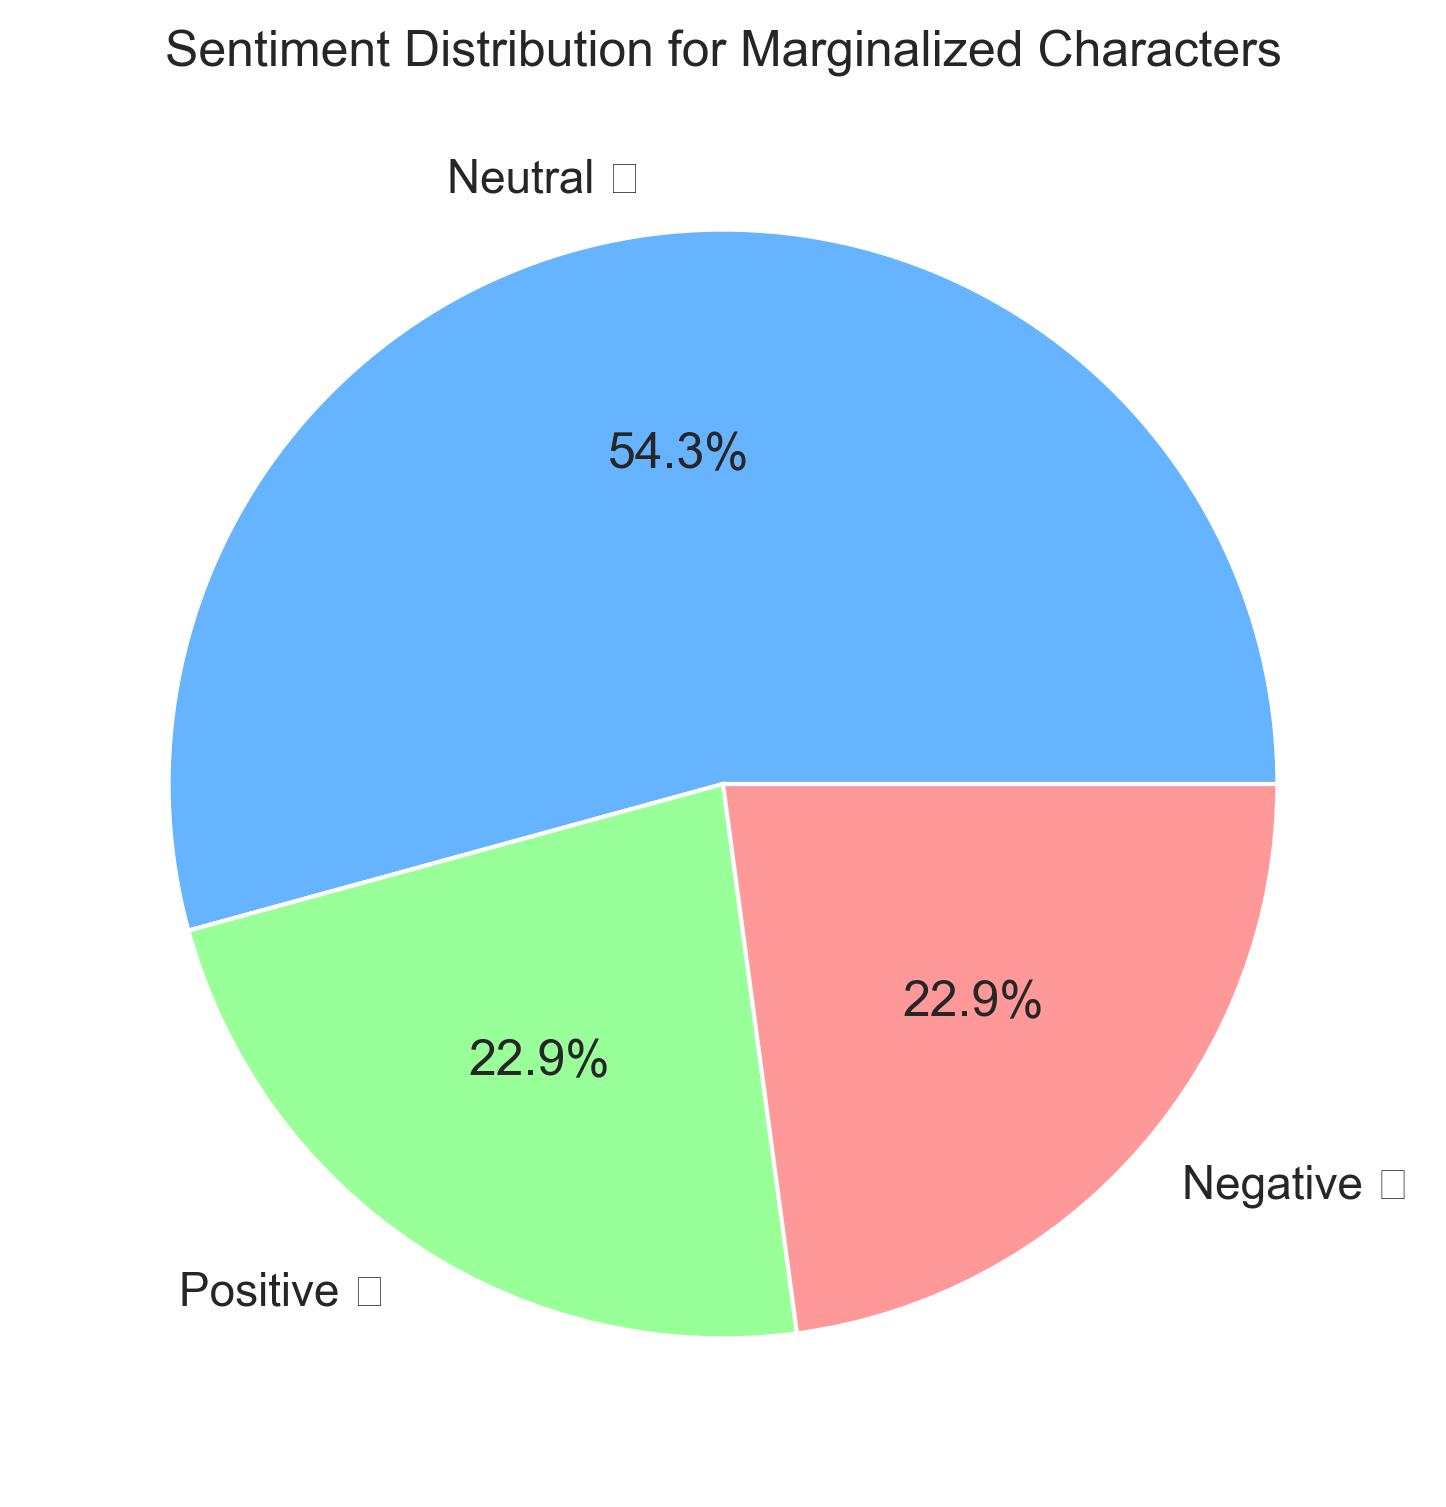 Sentiment Distribution for Marginalized Characters
Neutral
54.3%
22.9%
22.9%
Negative
Positive